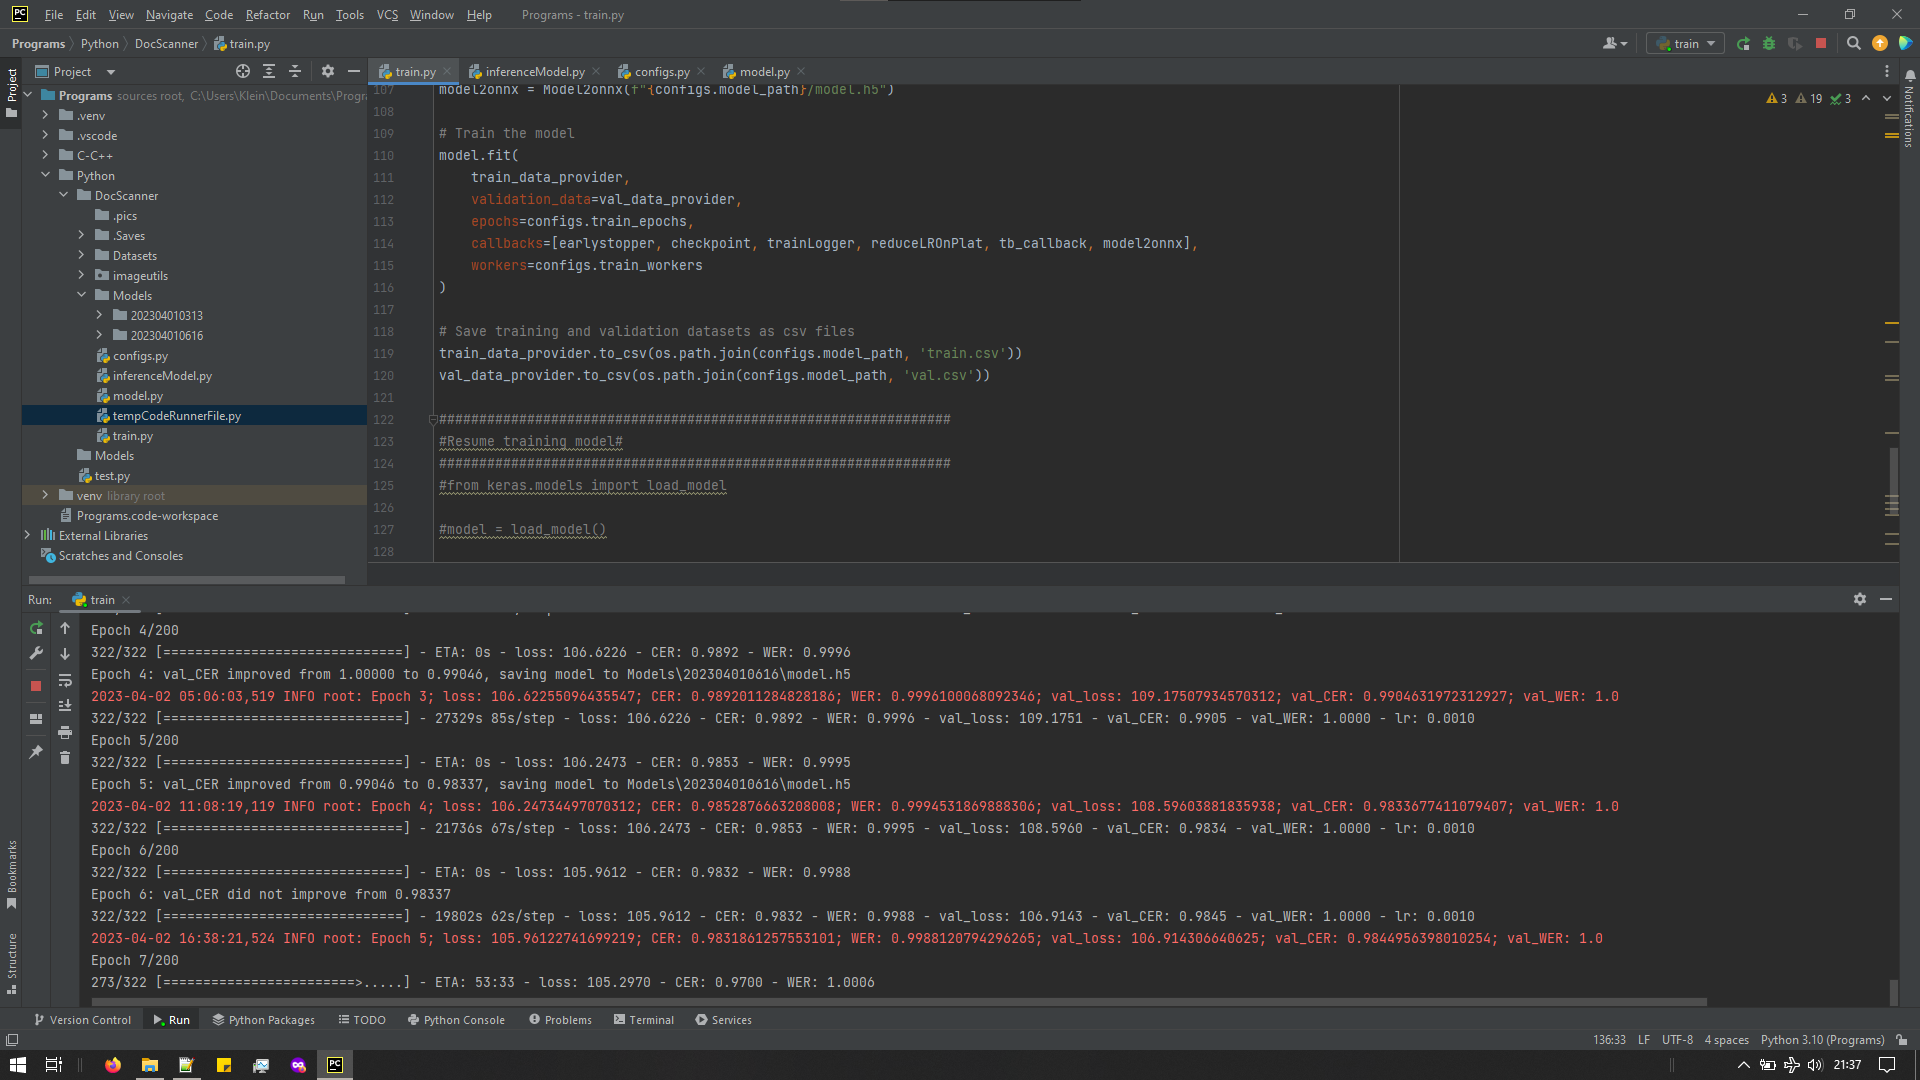 PC File Edit View Navigate Code Refactor Run Tools VCS Window Help Programs - train.py
Programs Python DocScanner train.py train
Project
train.py inferenceModel.py configs.py model.py
Programs sources root, C:\Users\Klein\Documents\Progra
.venv
.vscode
C-C++
Python
DocScanner
.pics
.Saves
Datasets
imageutils
Models
202304010313
202304010616
configs.py
inferenceModel.py
model.py
tempCodeRunnerFile.py
train.py
Models
test.py
venv library root
Programs.code-workspace
External Libraries
Scratches and Consoles
Project
Bookmarks
Structure
Notifications
3 19 3
107 model2onnx = Model2onnx(f"{configs.model_path}/model.h5")
108
109 # Train the model
110 model.fit(
111 train_data_provider,
112 validation_data=val_data_provider,
113 epochs=configs.train_epochs,
114 callbacks=[earlystopper, checkpoint, trainLogger, reduceLROnPlat, tb_callback, model2onnx],
115 workers=configs.train_workers
116 )
117
118 # Save training and validation datasets as csv files
119 train_data_provider.to_csv(os.path.join(configs.model_path, 'train.csv'))
120 val_data_provider.to_csv(os.path.join(configs.model_path, 'val.csv'))
121
122 ################################################################
123 #Resume training model#
124 ################################################################
125 #from keras.models import load_model
126
127 #model = load_model()
128
Run: train
Epoch 4/200
322/322 [==============================] - ETA: 0s - loss: 106.6226 - CER: 0.9892 - WER: 0.9996
Epoch 4: val_CER improved from 1.00000 to 0.99046, saving model to Models\202304010616\model.h5
2023-04-02 05:06:03,519 INFO root: Epoch 3; loss: 106.62255096435547; CER: 0.9892011284828186; WER: 0.9996100068092346; val_loss: 109.17507934570312; val_CER: 0.9904631972312927; val_WER: 1.0
322/322 [==============================] - 27329s 85s/step - loss: 106.6226 - CER: 0.9892 - WER: 0.9996 - val_loss: 109.1751 - val_CER: 0.9905 - val_WER: 1.0000 - lr: 0.0010
Epoch 5/200
322/322 [==============================] - ETA: 0s - loss: 106.2473 - CER: 0.9853 - WER: 0.9995
Epoch 5: val_CER improved from 0.99046 to 0.98337, saving model to Models\202304010616\model.h5
2023-04-02 11:08:19,119 INFO root: Epoch 4; loss: 106.24734497070312; CER: 0.9852876663208008; WER: 0.9994531869888306; val_loss: 108.59603881835938; val_CER: 0.9833677411079407; val_WER: 1.0
322/322 [==============================] - 21736s 67s/step - loss: 106.2473 - CER: 0.9853 - WER: 0.9995 - val_loss: 108.5960 - val_CER: 0.9834 - val_WER: 1.0000 - lr: 0.0010
Epoch 6/200
322/322 [==============================] - ETA: 0s - loss: 105.9612 - CER: 0.9832 - WER: 0.9988
Epoch 6: val_CER did not improve from 0.98337
322/322 [==============================] - 19802s 62s/step - loss: 105.9612 - CER: 0.9832 - WER: 0.9988 - val_loss: 106.9143 - val_CER: 0.9845 - val_WER: 1.0000 - lr: 0.0010
2023-04-02 16:38:21,524 INFO root: Epoch 5; loss: 105.96122741699219; CER: 0.9831861257553101; WER: 0.9988120794296265; val_loss: 106.914306640625; val_CER: 0.9844956398010254; val_WER: 1.0
Epoch 7/200
273/322 [========================>.....] - ETA: 53:33 - loss: 105.2970 - CER: 0.9700 - WER: 1.0006
Version Control Run Python Packages TODO Python Console Problems Terminal Services
136:33 LF UTF-8 4 spaces Python 3.10 (Programs)
PC 21:37